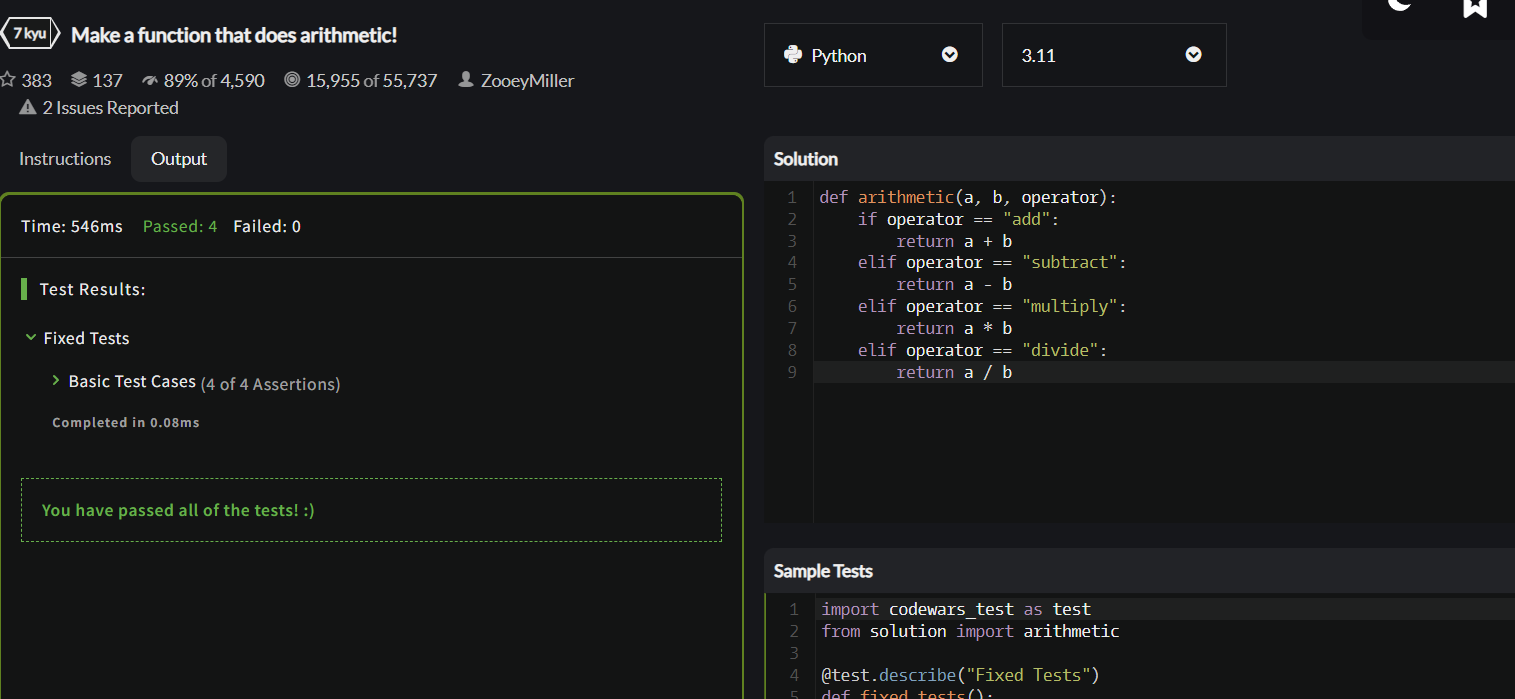 7 kyu Make a function that does arithmetic!
383 137 89% of 4,590 15,955 of 55,737 ZooeyMiller
2 Issues Reported
Instructions Output
Time: 546ms Passed: 4 Failed: 0
Test Results:
Fixed Tests
Basic Test Cases (4 of 4 Assertions)
Completed in 0.08ms
You have passed all of the tests! :)
Python 3.11
Solution
1 def arithmetic(a, b, operator):
2     if operator == "add":
3         return a + b
4     elif operator == "subtract":
5         return a - b
6     elif operator == "multiply":
7         return a * b
8     elif operator == "divide":
9         return a / b
Sample Tests
1 import codewars_test as test
2 from solution import arithmetic
3
4 @test.describe("Fixed Tests")
5 def fixed_tests():